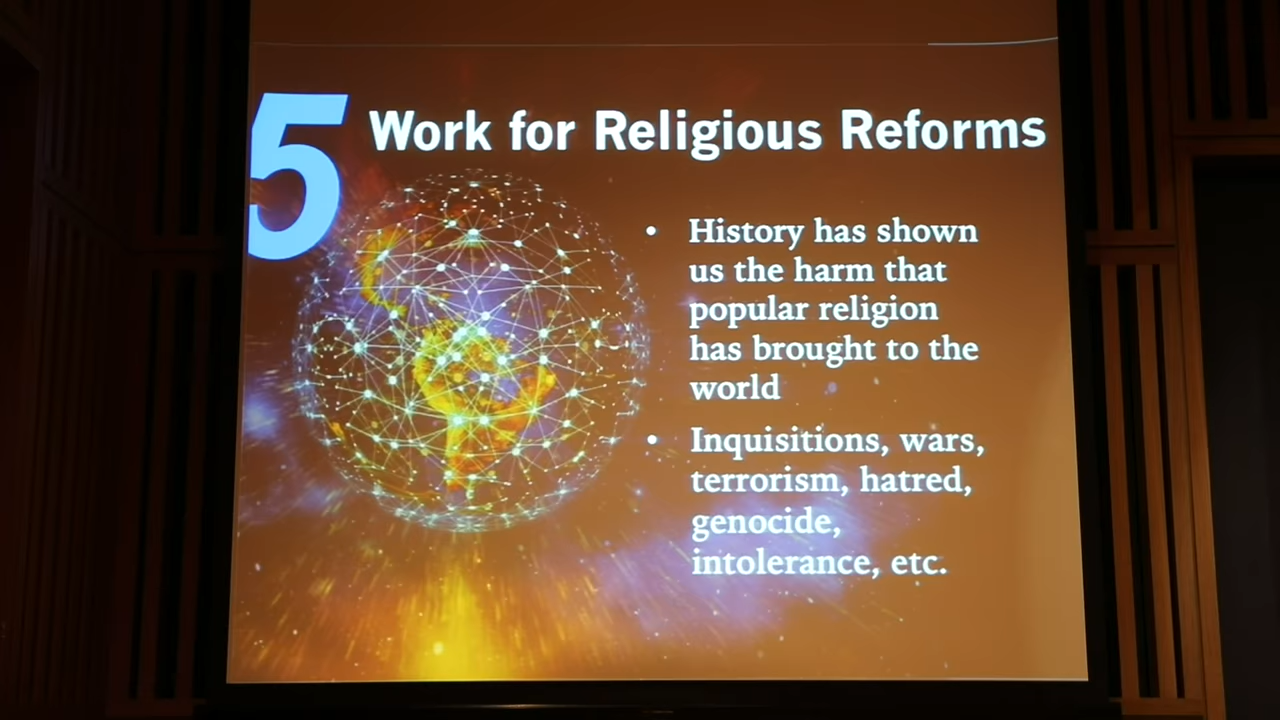 5 Work for Religious Reforms
• History has shown
us the harm that
popular religion
has brought to the
world
• Inquisitions, wars,
terrorism, hatred,
genocide,
intolerance, etc.